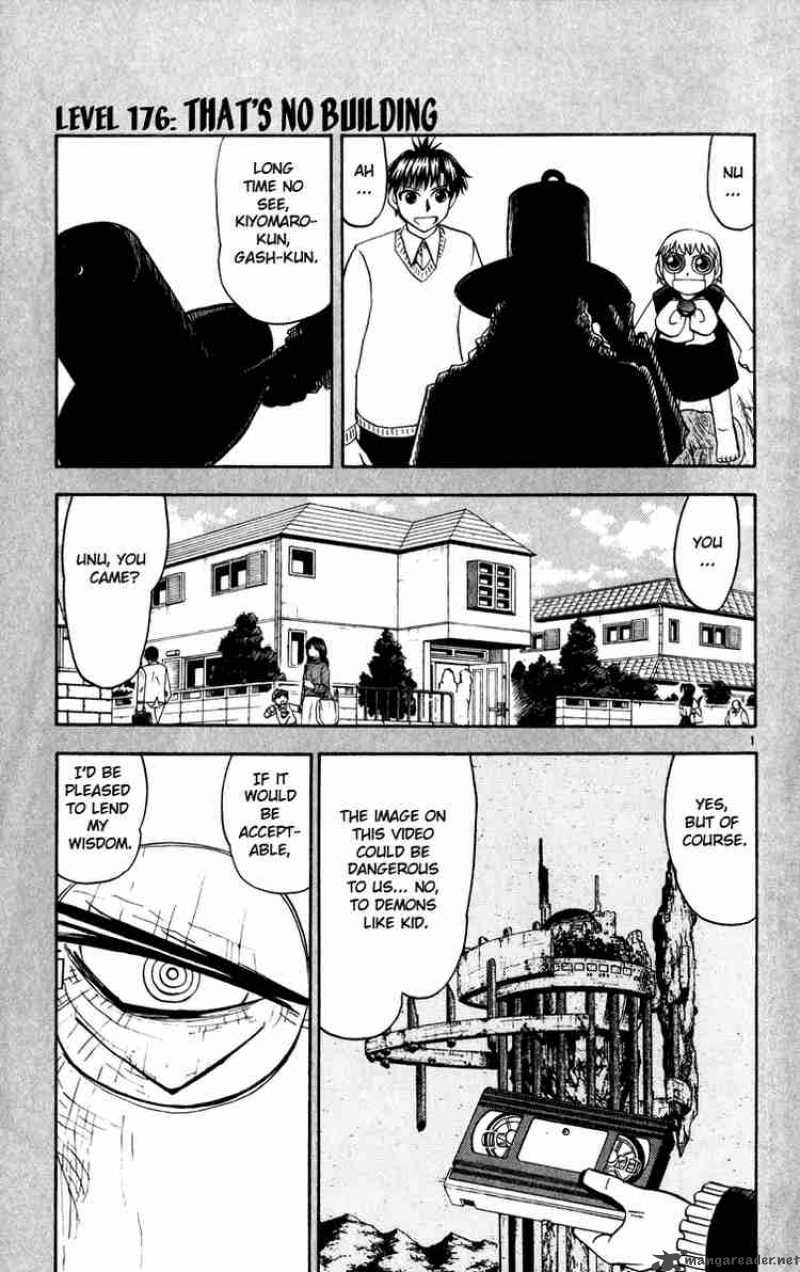 LEVEL 176: THAT'S NO BUILDING
NU
...
AH
...
LONG
TIME NO
SEE,
KIYOMARO-
KUN,
GASH-KUN.
YOU
...
UNU, YOU
CAME?
1
YES,
BUT OF
COURSE.
THE IMAGE ON
THIS VIDEO
COULD BE
DANGEROUS
TO US... NO,
TO DEMONS
LIKE KID.
IF IT
WOULD
BE
ACCEPT-
ABLE,
I'D BE
PLEASED
TO LEND
MY
WISDOM.
mangareader.net